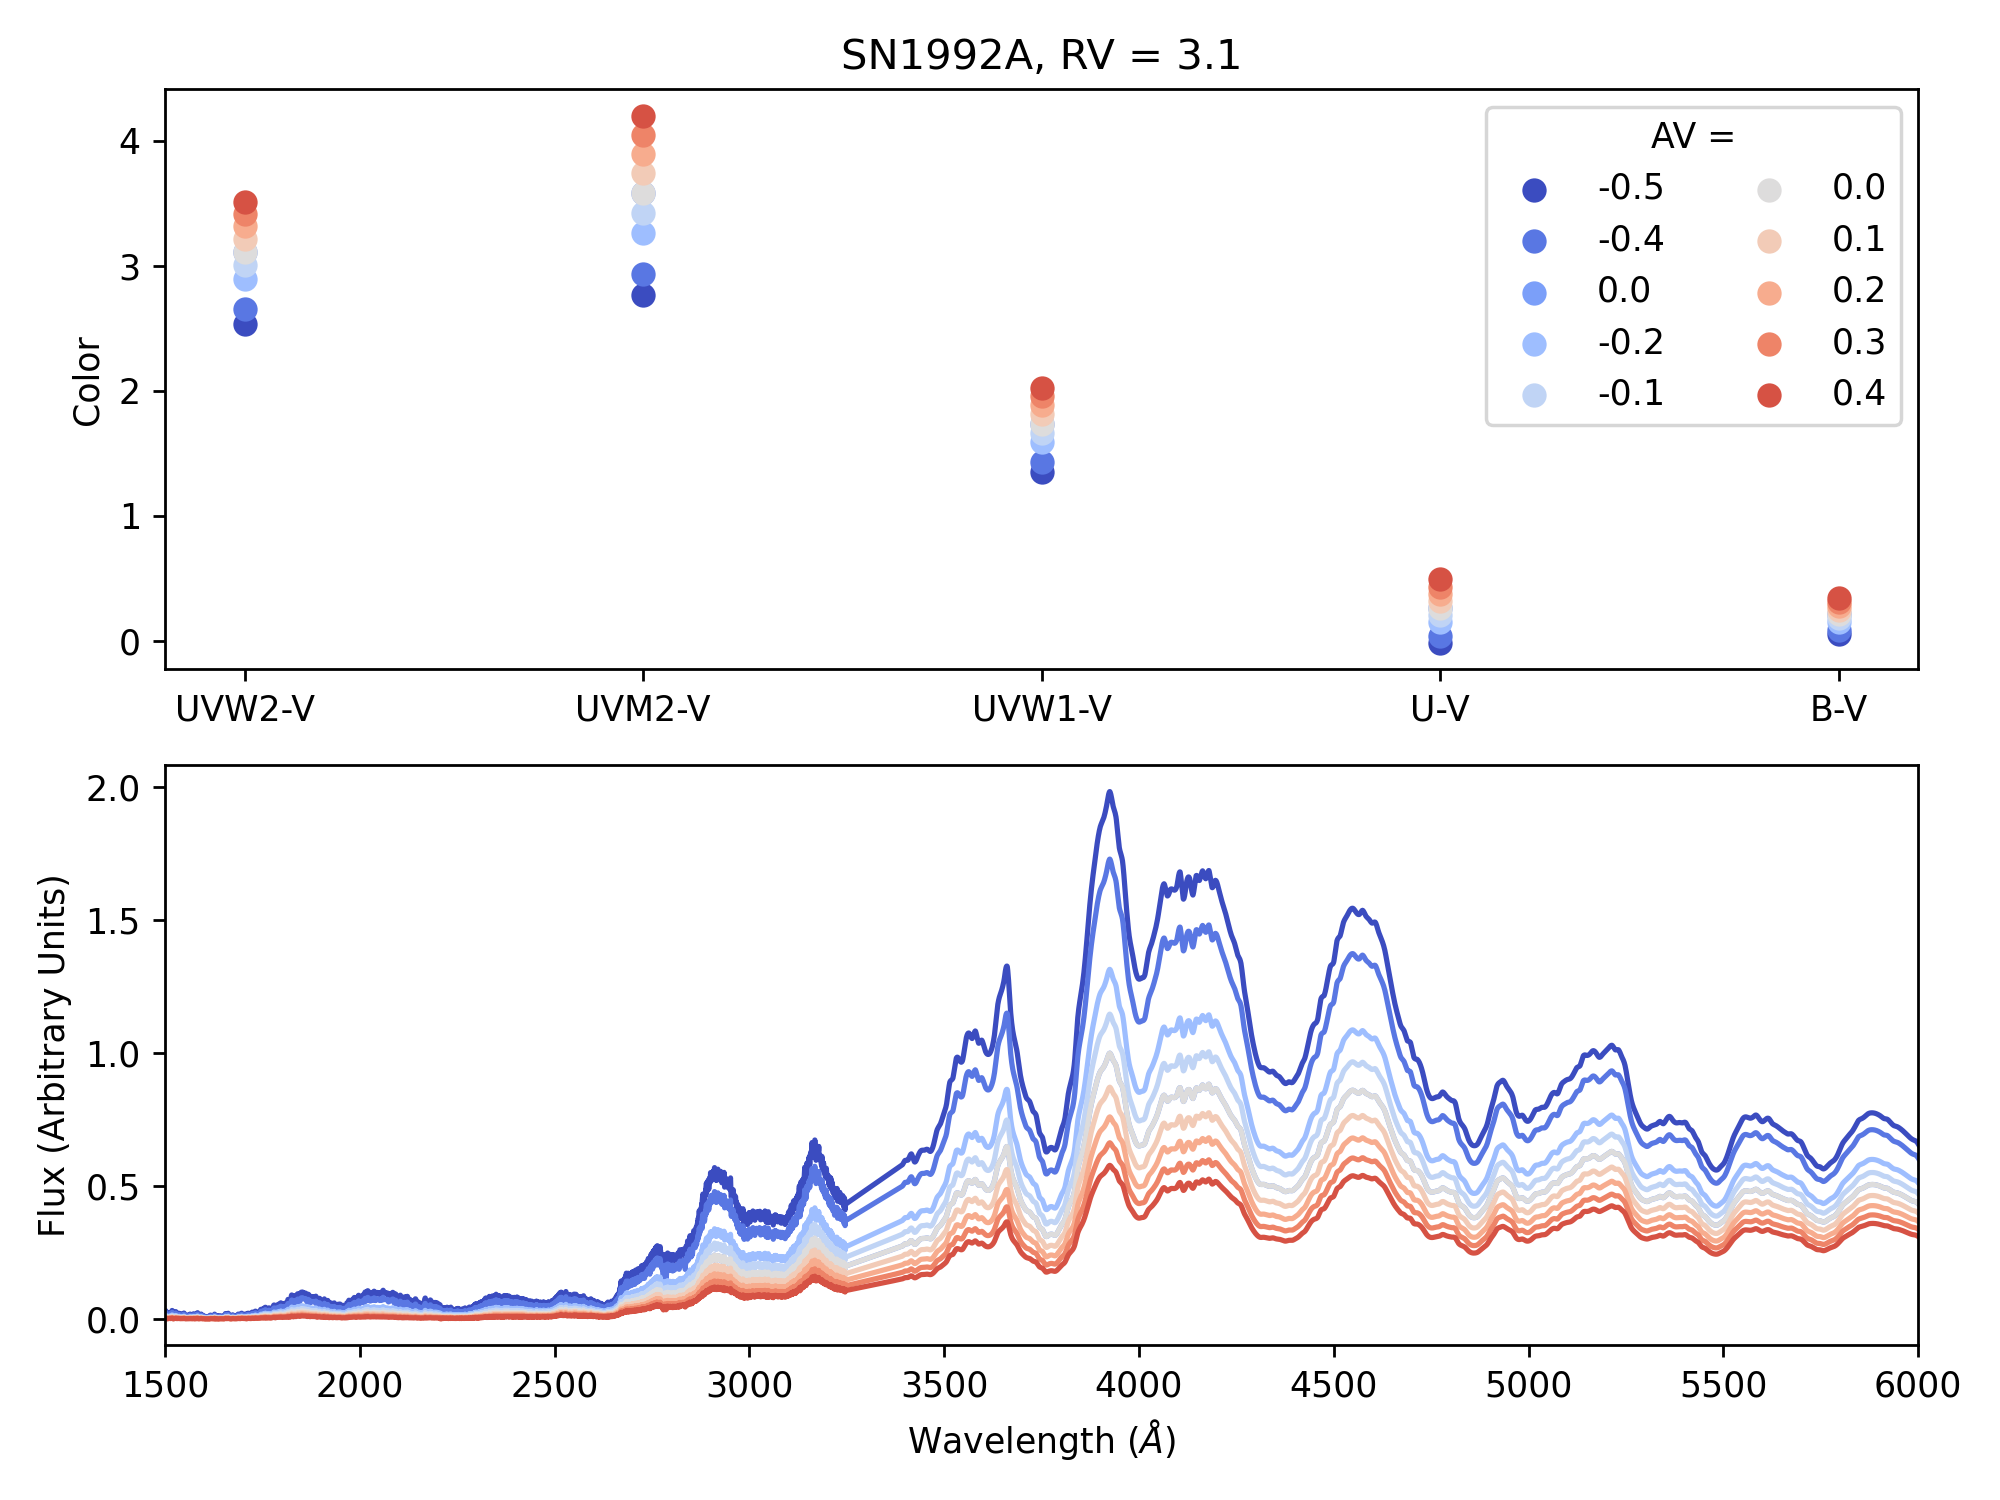 SN1992A, RV = 3.1
Color
4
3
2
1
0
AV =
-0.5
-0.4
0.0
-0.2
-0.1
0.0
0.1
0.2
0.3
0.4
UVW2-V UVM2-V UVW1-V U-V B-V
Flux (Arbitrary Units)
2.0
1.5
1.0
0.5
0.0
1500 2000 2500 3000 3500 4000 4500 5000 5500 6000
Wavelength (Å)